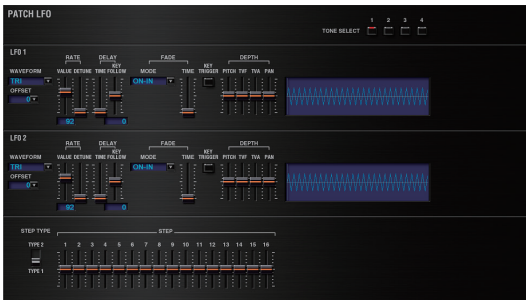 PATCH LFO
TONE SELECT 1 2 3 4
LFO 1
RATE DELAY FADE DEPTH
WAVEFORM VALUE DETUNE TIME KEY FOLLOW MODE TIME KEY TRIGGER PITCH TVF TVA PAN
TRI ON-IN
OFFSET
0
92 0
LFO 2
RATE DELAY FADE DEPTH
WAVEFORM VALUE DETUNE TIME KEY FOLLOW MODE TIME KEY TRIGGER PITCH TVF TVA PAN
TRI ON-IN
OFFSET
0
92 0
STEP TYPE STEP
TYPE 2 1 2 3 4 5 6 7 8 9 10 11 12 13 14 15 16
TYPE 1